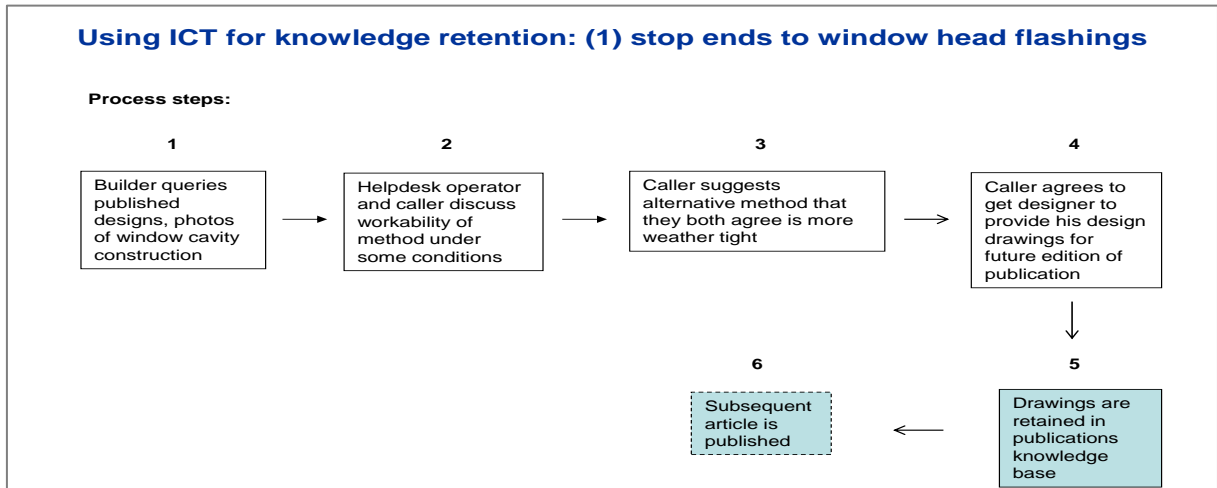 Using ICT for knowledge retention: (1) stop ends to window head flashings
Process steps:
1
Builder queries
published
designs, photos
of window cavity
construction
2
Helpdesk operator
and caller discuss
workability of
method under
some conditions
3
Caller suggests
alternative method that
they both agree is more
weather tight
4
Caller agrees to
get designer to
provide his design
drawings for
future edition of
publication
5
Drawings are
retained in
publications
knowledge
base
6
Subsequent
article is
published